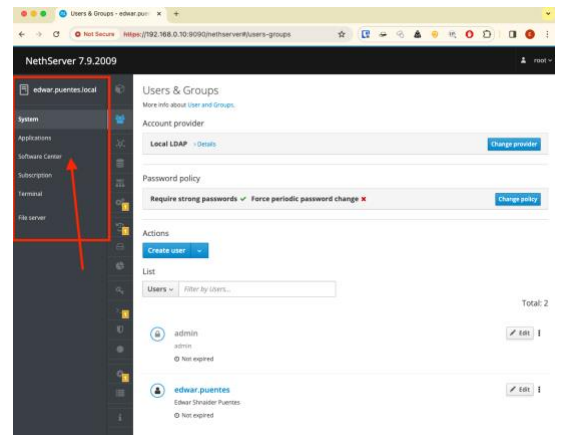 Users & Groups - edwar.puen
Not Secure https://192.168.0.10:9090/nethserver#/users-groups
NethServer 7.9.2009
root
edwar.puentes.local
System
Applications
Software Center
Subscription
Terminal
File server
Users & Groups
More info about User and Groups.
Account provider
Local LDAP
Details
Change provider
Password policy
Require strong passwords ✔ Force periodic password change ✖
Change policy
Actions
Create user
List
Users
Filter by Users...
Total: 2
admin
Edit
admin
Not expired
edwar.puentes
Edit
Edwar Shnaider Puentes
Not expired